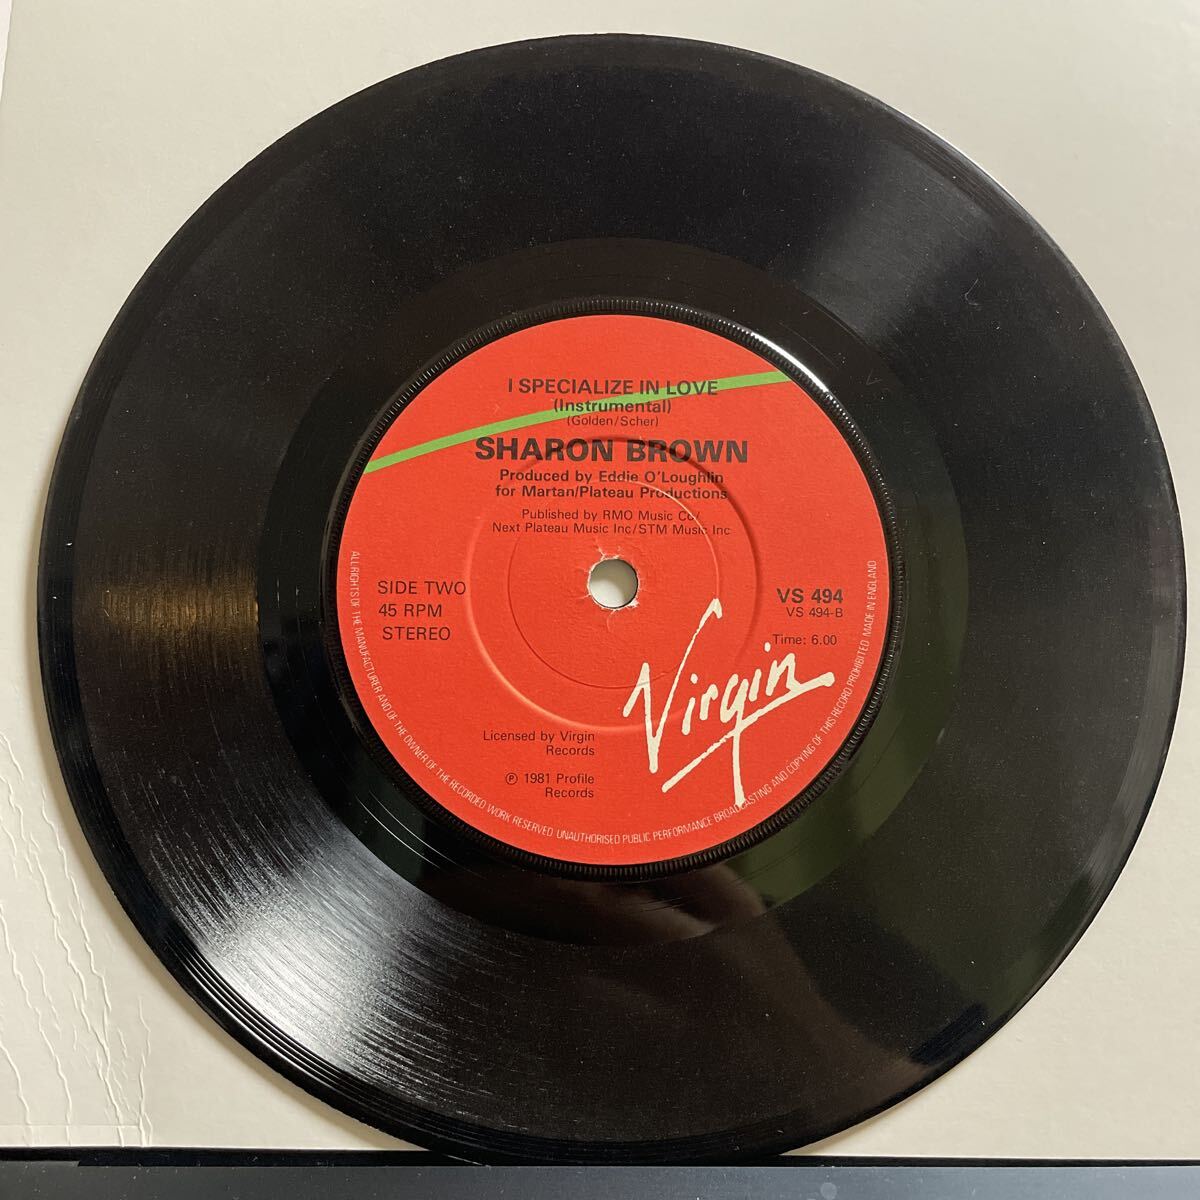 I SPECIALIZE IN LOVE
(Instrumental)
(Golden/Scher)
SHARON BROWN
Produced by Eddie O'Loughlin
for Martan/Plateau Productions
Published by RMO Music Co/
Next Plateau Music Inc/STM Music Inc
SIDE TWO
45 RPM
STEREO
VS 494
VS 494-B
Time: 6.00
Virgin
Licensed by Virgin
Records
℗ 1981 Profile
Records
ALL RIGHTS OF THE MANUFACTURER AND OF THE OWNER OF THE RECORDED WORK RESERVED. UNAUTHORISED PUBLIC PERFORMANCE BROADCASTING AND COPYING OF THIS RECORD PROHIBITED. MADE IN ENGLAND